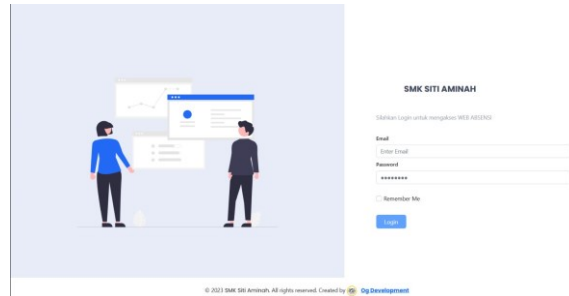 SMK SITI AMINAH
Silahkan Login untuk mengakses WEB ABSENSI
Email
Enter Email
Password
********
Remember Me
Login
© 2023 SMK Siti Aminah. All rights reserved. Created by Og Development